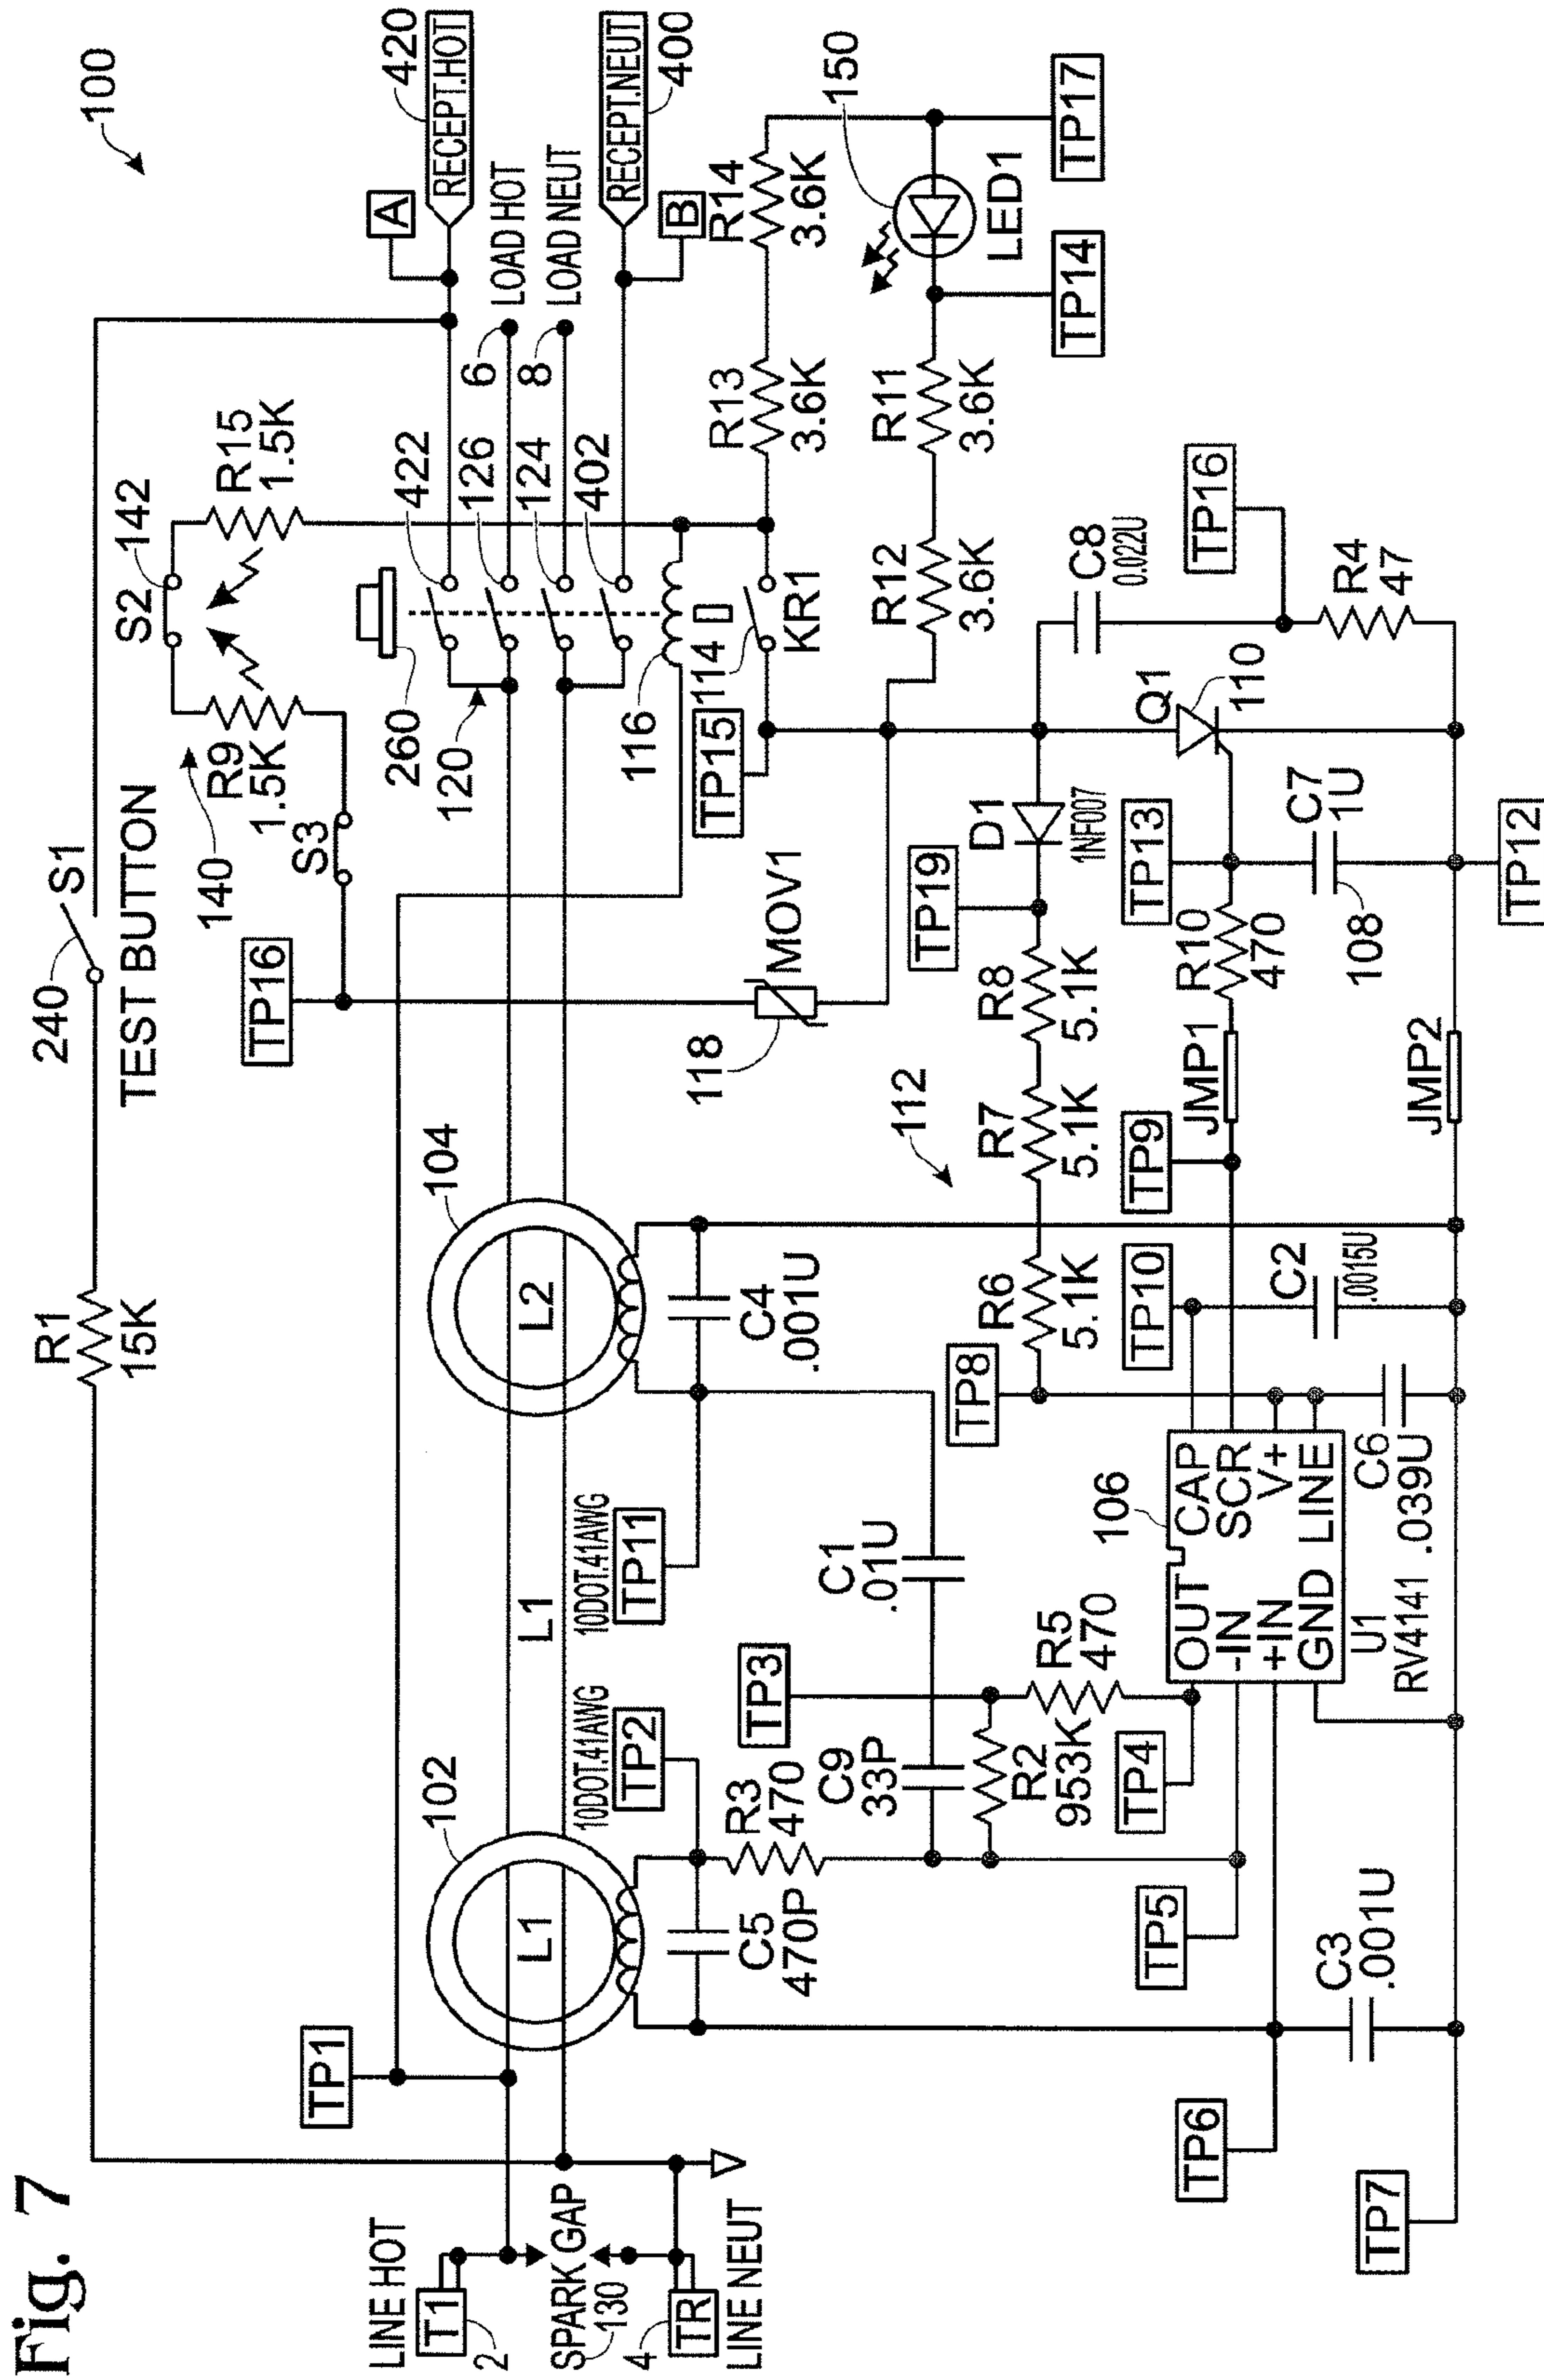 Fig. 7
100
R1
15K
240
S1
TEST BUTTON
S2
142
R9
1.5K
R15
1.5K
140
S3
TP16
TP1
A
420
RECEPT.HOT
LINE HOT
T1
2
SPARK GAP
130
4
TR
LINE NEUT
102
L1
L1
104
L2
260
120
422
126
124
402
6
LOAD HOT
8
LOAD NEUT
B
RECEPT.NEUT
400
10DOT.41AWG
TP2
10DOT.41AWG
TP11
116
114
KR1
TP15
118
MOV1
R13
3.6K
R14
3.6K
150
LED1
TP17
TP14
R12
3.6K
R11
3.6K
C5
470P
R3
470
C4
.001U
TP3
C9
33P
C1
.01U
R2
953K
R5
470
TP4
112
TP8
R6
5.1K
R7
5.1K
R8
5.1K
TP19
D1
1NF007
C8
0.022U
TP16
TP5
TP6
TP7
C3
.001U
106
OUT
-IN
+IN
GND
CAP
SCR
V+
LINE
U1
RV4141
C6
.039U
TP10
C2
.0015U
TP9
JMP1
R10
470
TP13
C7
1U
108
Q1
110
R4
47
JMP2
TP12